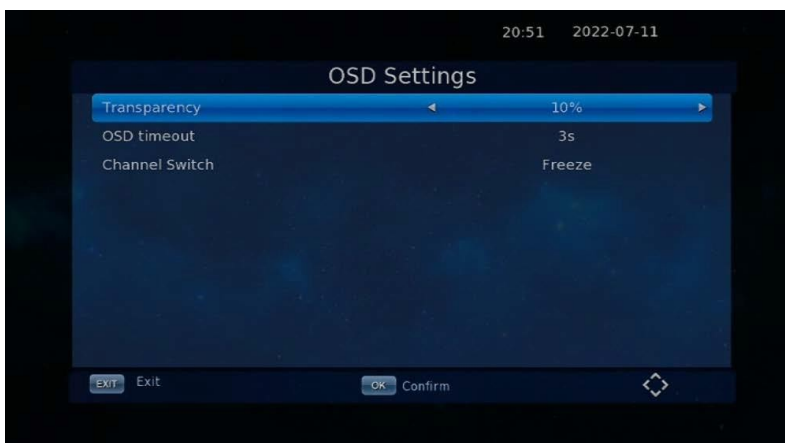 20:51 2022-07-11
OSD Settings
Transparency 10%
OSD timeout 3s
Channel Switch Freeze
EXIT Exit OK Confirm